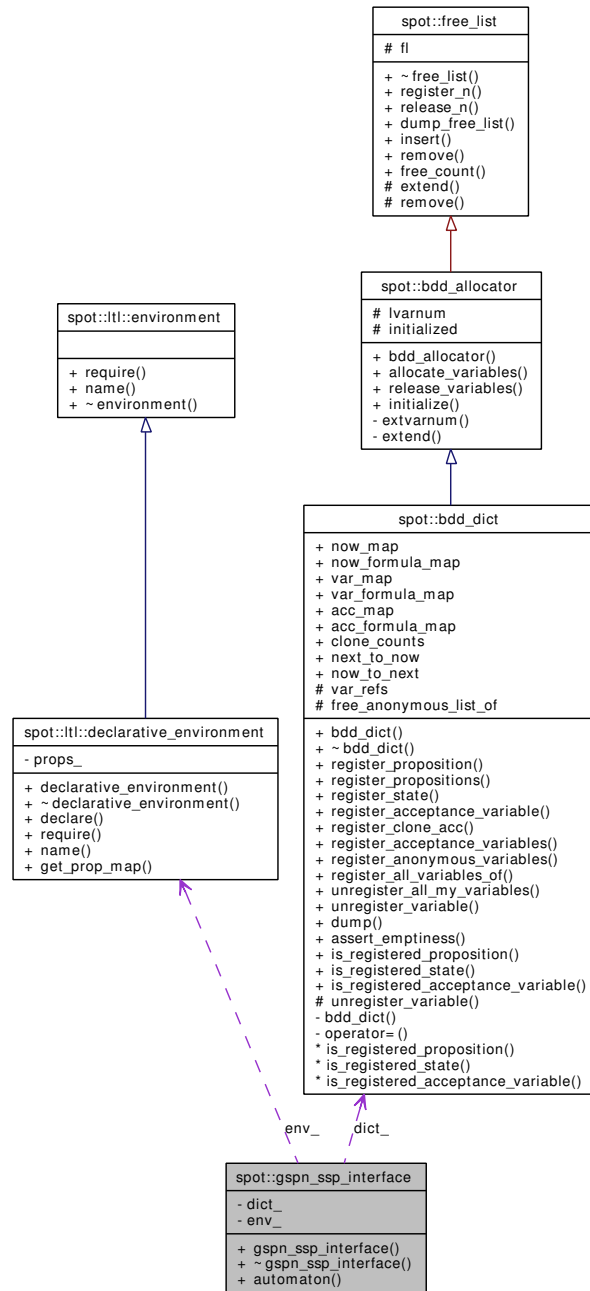 spot::free_list
# fl
+ ~free_list()
+ register_n()
+ release_n()
+ dump_free_list()
+ insert()
+ remove()
+ free_count()
# extend()
# remove()
spot::bdd_allocator
# lvarnum
# initialized
+ bdd_allocator()
+ allocate_variables()
+ release_variables()
+ initialize()
- extvarnum()
- extend()
spot::ltl::environment
+ require()
+ name()
+ ~environment()
spot::bdd_dict
+ now_map
+ now_formula_map
+ var_map
+ var_formula_map
+ acc_map
+ acc_formula_map
+ clone_counts
+ next_to_now
+ now_to_next
# var_refs
# free_anonymous_list_of
+ bdd_dict()
+ ~bdd_dict()
+ register_proposition()
+ register_propositions()
+ register_state()
+ register_acceptance_variable()
+ register_clone_acc()
+ register_acceptance_variables()
+ register_anonymous_variables()
+ register_all_variables_of()
+ unregister_all_my_variables()
+ unregister_variable()
+ dump()
+ assert_emptiness()
+ is_registered_proposition()
+ is_registered_state()
+ is_registered_acceptance_variable()
# unregister_variable()
- bdd_dict()
- operator=()
* is_registered_proposition()
* is_registered_state()
* is_registered_acceptance_variable()
spot::ltl::declarative_environment
- props_
+ declarative_environment()
+ ~declarative_environment()
+ declare()
+ require()
+ name()
+ get_prop_map()
env_
dict_
spot::gspn_ssp_interface
- dict_
- env_
+ gspn_ssp_interface()
+ ~gspn_ssp_interface()
+ automaton()